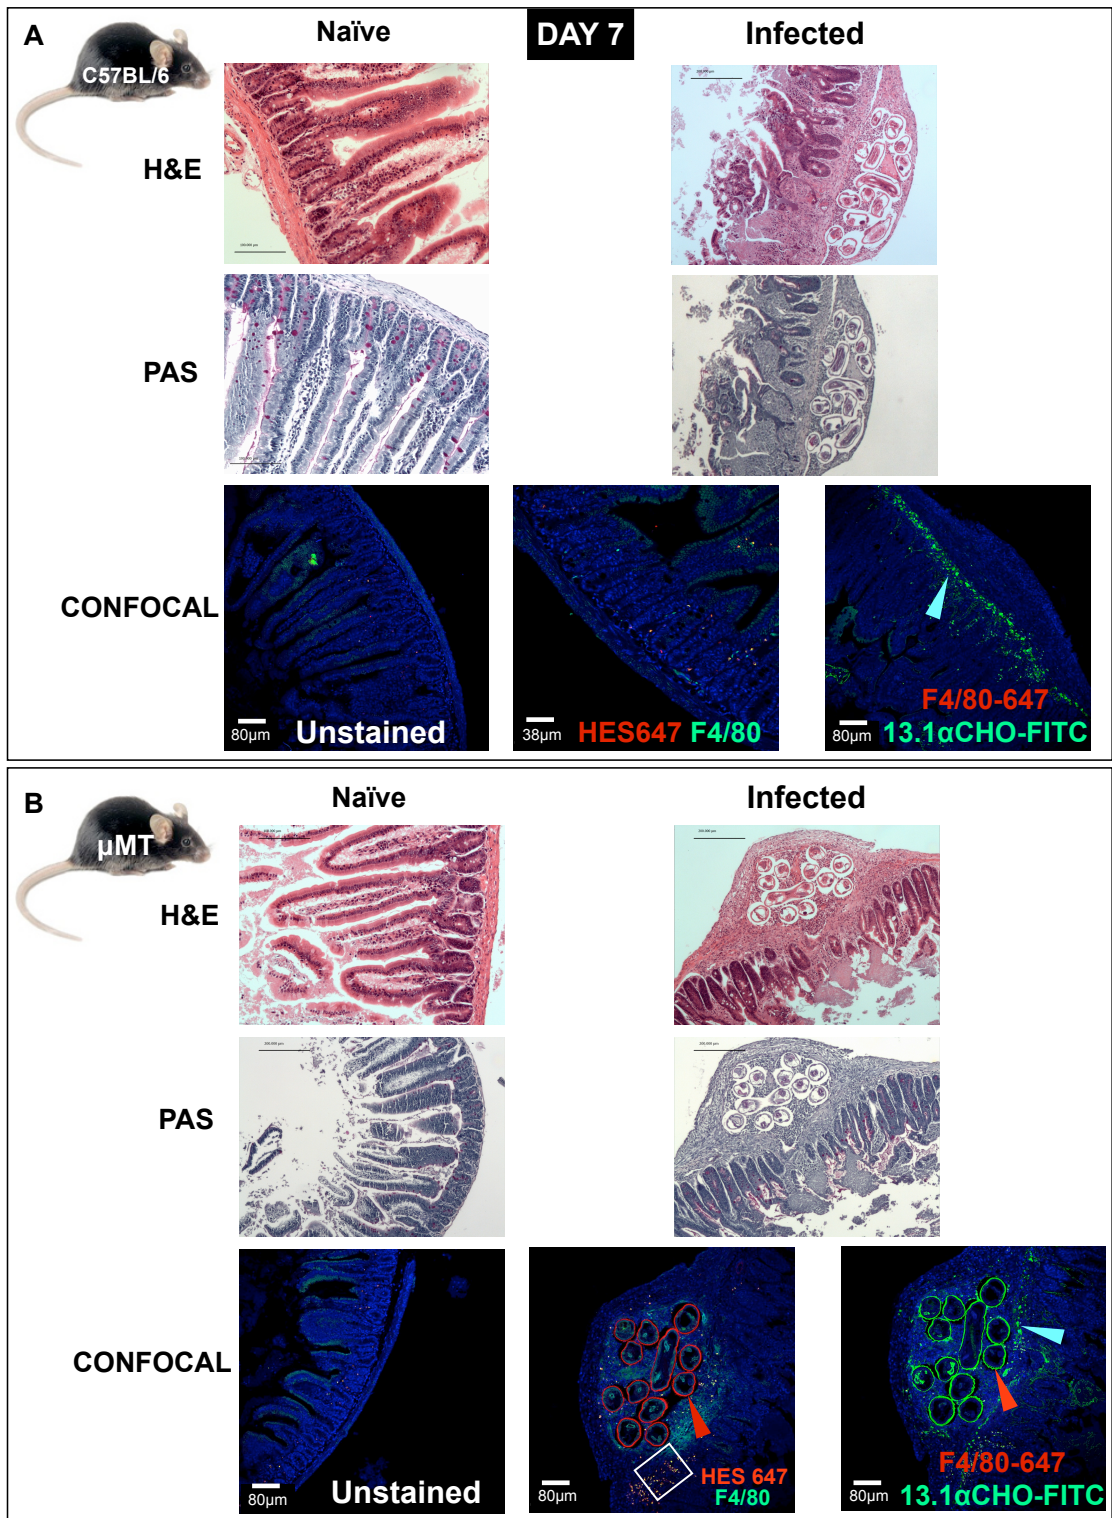 A
Naïve
DAY 7
Infected
C57BL/6
H&E
PAS
CONFOCAL
80µm
Unstained
38µm
HES647 F4/80
F4/80-647
80µm
13.1αCHO-FITC
B
Naïve
Infected
µMT
H&E
PAS
CONFOCAL
80µm
Unstained
HES 647
80µm
F4/80
F4/80-647
80µm
13.1αCHO-FITC